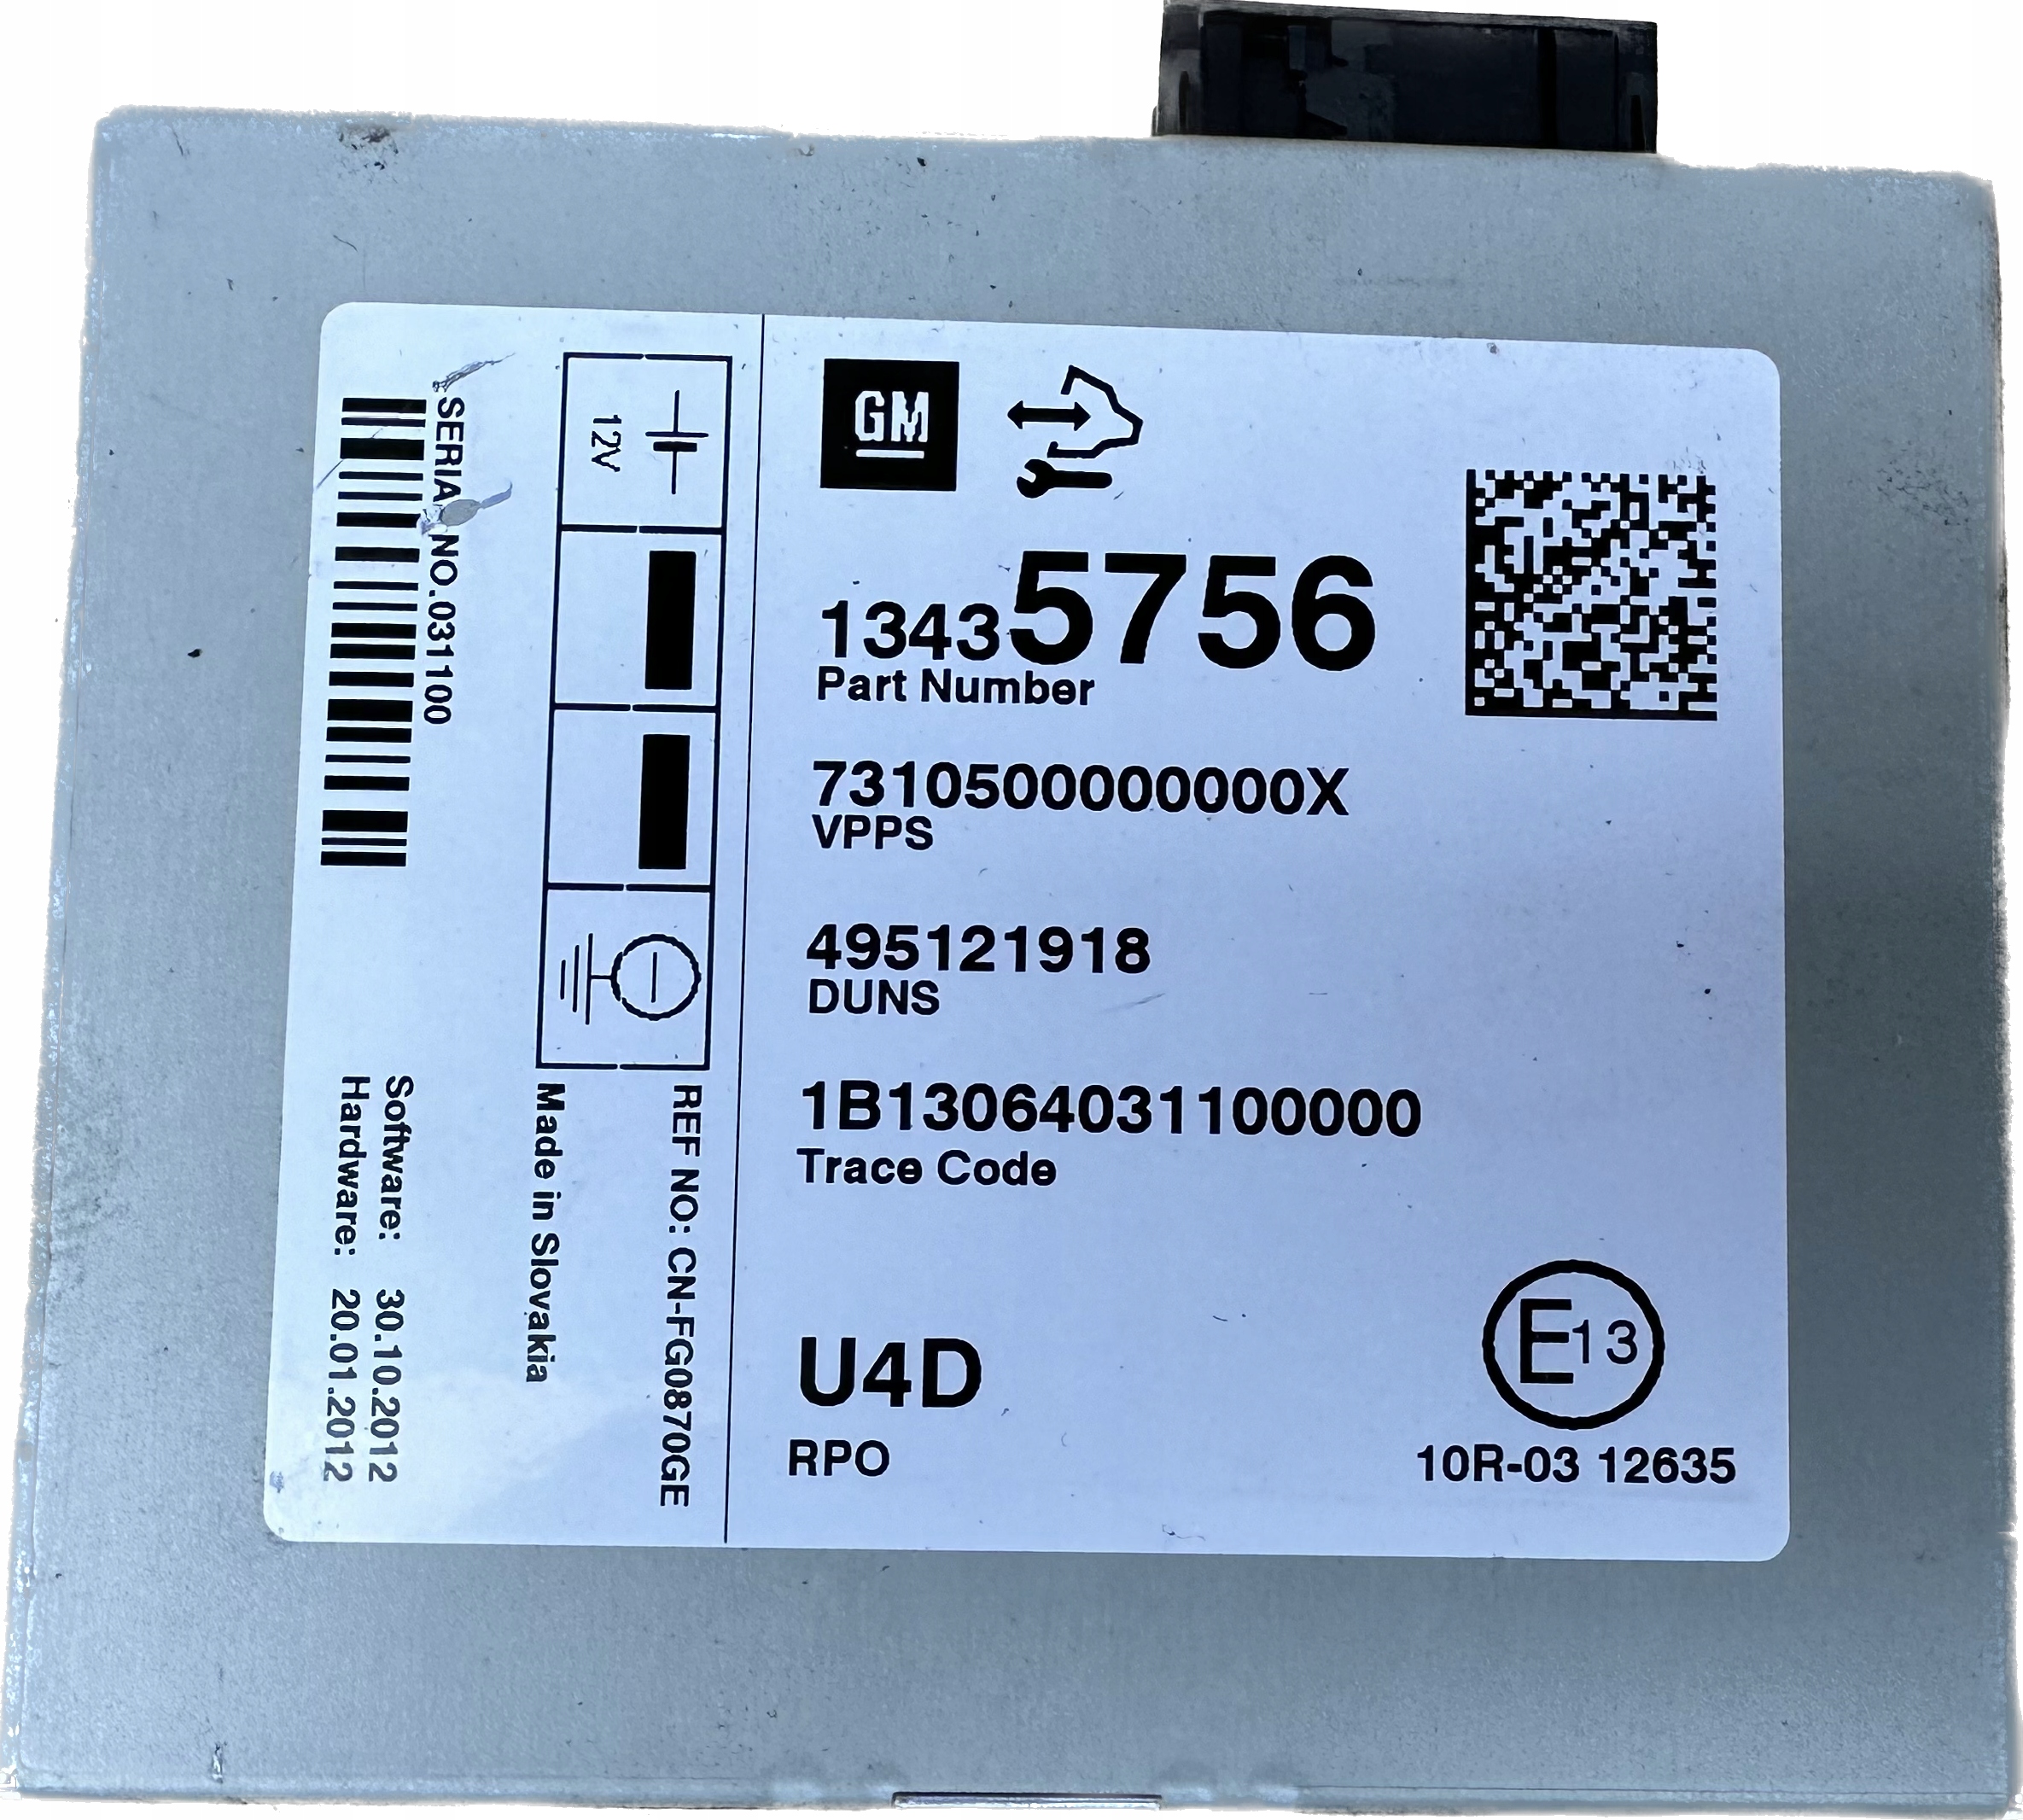 GM
13435756
Part Number
7310500000000X
VPPS
495121918
DUNS
1B13064031100000
Trace Code
U4D
RPO
E13
10R-03 12635
12V
REF NO: CN-FG0870GE
Made in Slovakia
NO.031100
Software: 30.10.2012
Hardware: 20.01.2012